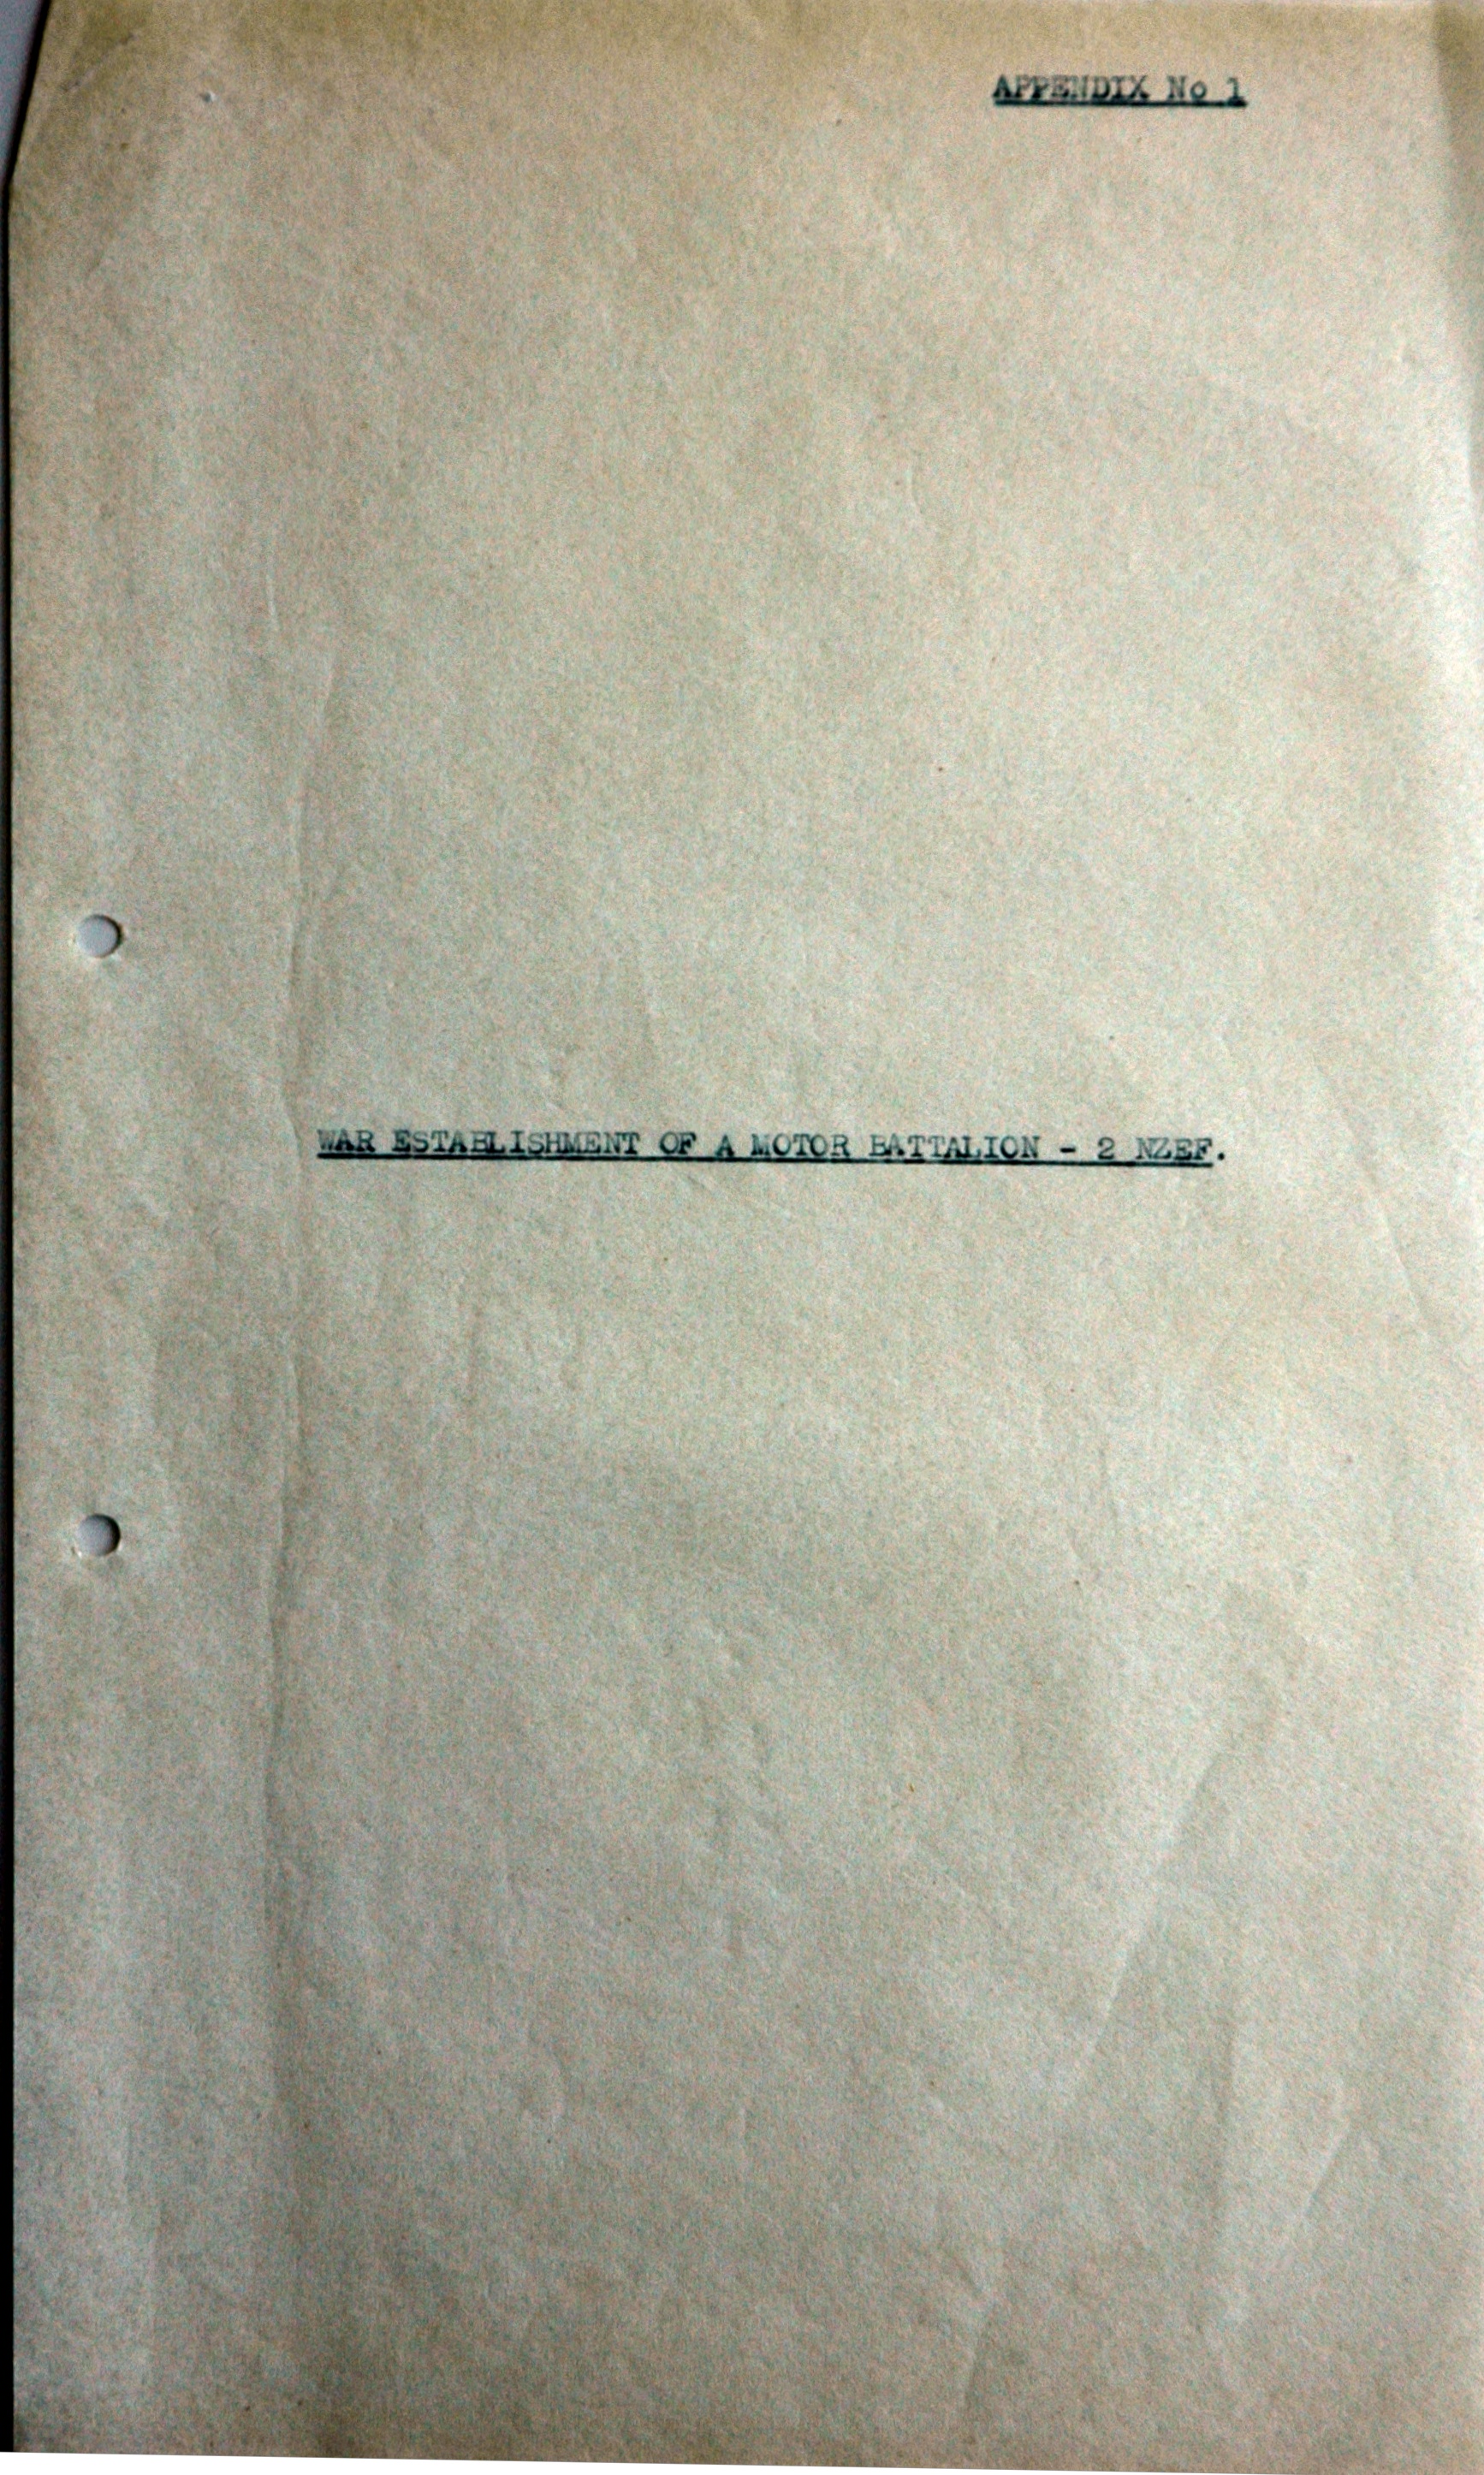 APPENDIX No 1
WAR ESTABLISHMENT OF A MOTOR BATTALION - 2 NZEF.